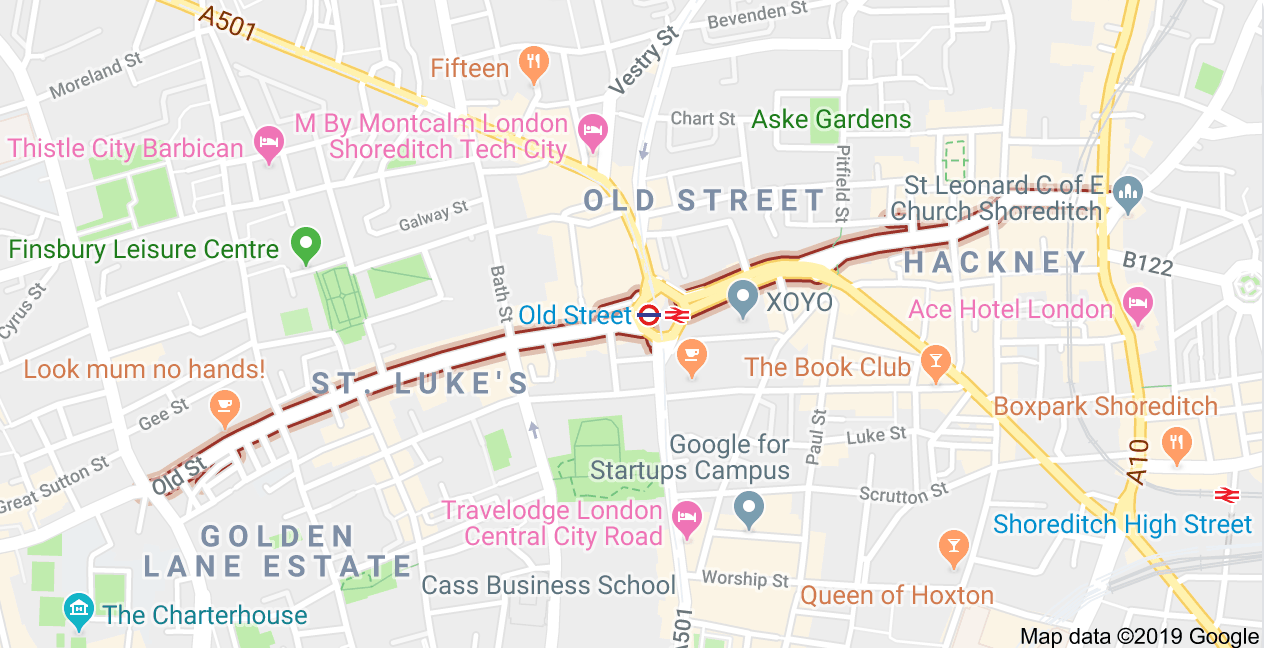 A501
Bevenden St
Vestry St
Moreland St
Fifteen
Chart St
Aske Gardens
M By Montcalm London
Shoreditch Tech City
Thistle City Barbican
Pitfield St
St Leonard C of E
Church Shoreditch
OLD STREET
Galway St
Finsbury Leisure Centre
HACKNEY
B122
Cyrus St
Bath St
Old Street
XOYO
Ace Hotel London
Look mum no hands!
ST. LUKE'S
The Book Club
Gee St
Boxpark Shoreditch
Paul St
Luke St
Google for
Startups Campus
A10
Great Sutton St
Old St
Scrutton St
Travelodge London
Central City Road
Shoreditch High Street
GOLDEN
LANE ESTATE
Cass Business School
Worship St
Queen of Hoxton
The Charterhouse
A501
Map data ©2019 Google